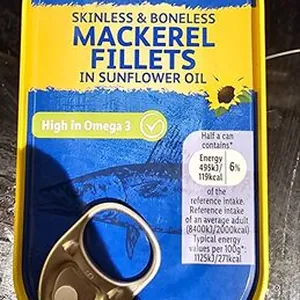 SKINLESS & BONELESS
MACKEREL
FILLETS
IN SUNFLOWER OIL
High in Omega 3
Half a can
contains*
Energy
495kJ
119kcal
6%
of the
reference intake.
Reference intake
of an average adult
(8400kJ/2000kcal)
Typical energy
values per 100g*:
1125kJ/271kcal